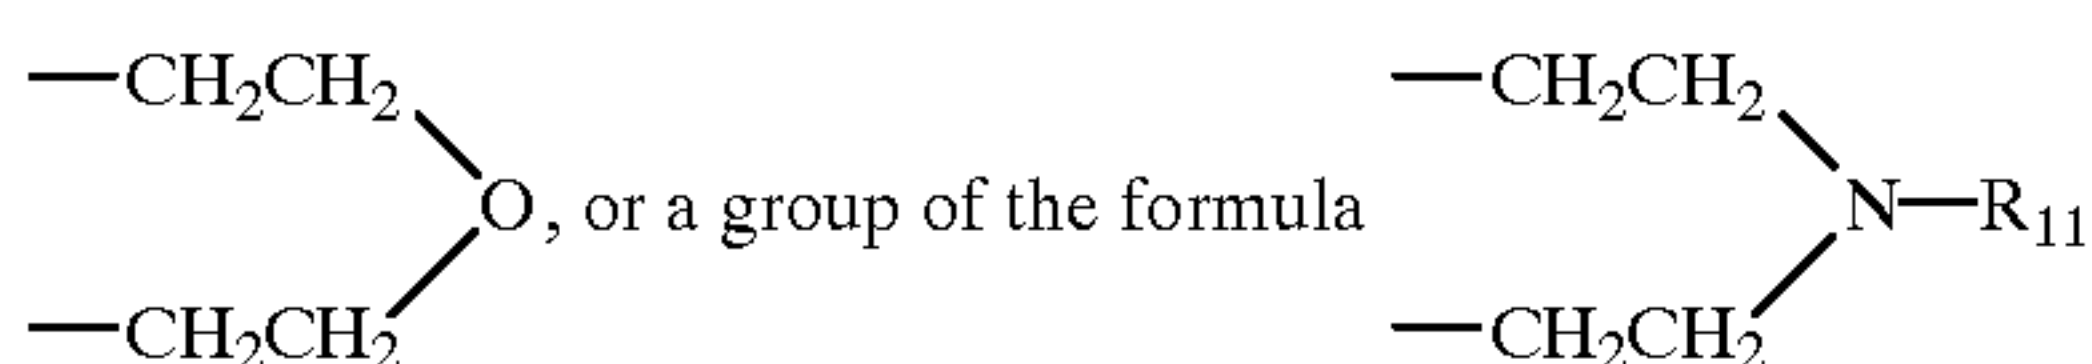 —CH₂CH₂ —CH₂CH₂
O, or a group of the formula N—R₁₁
—CH₂CH₂ —CH₂CH₂